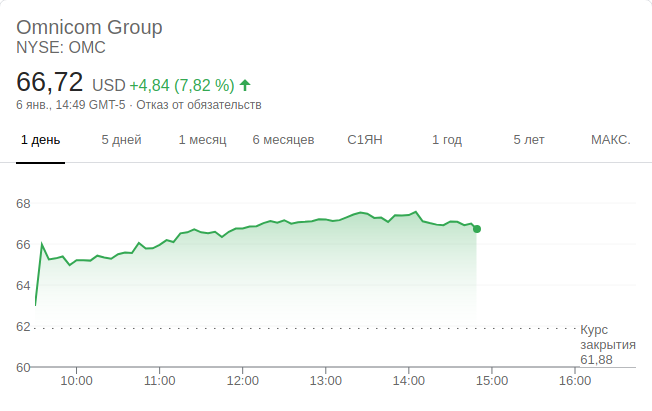 Omnicom Group
NYSE: OMC
66,72 USD +4,84 (7,82 %)
6 янв., 14:49 GMT-5 · Отказ от обязательств
1 день 5 дней 1 месяц 6 месяцев С1ЯН 1 год 5 лет МАКС.
68
66
64
62
Курс
закрытия
61,88
60
10:00 11:00 12:00 13:00 14:00 15:00 16:00